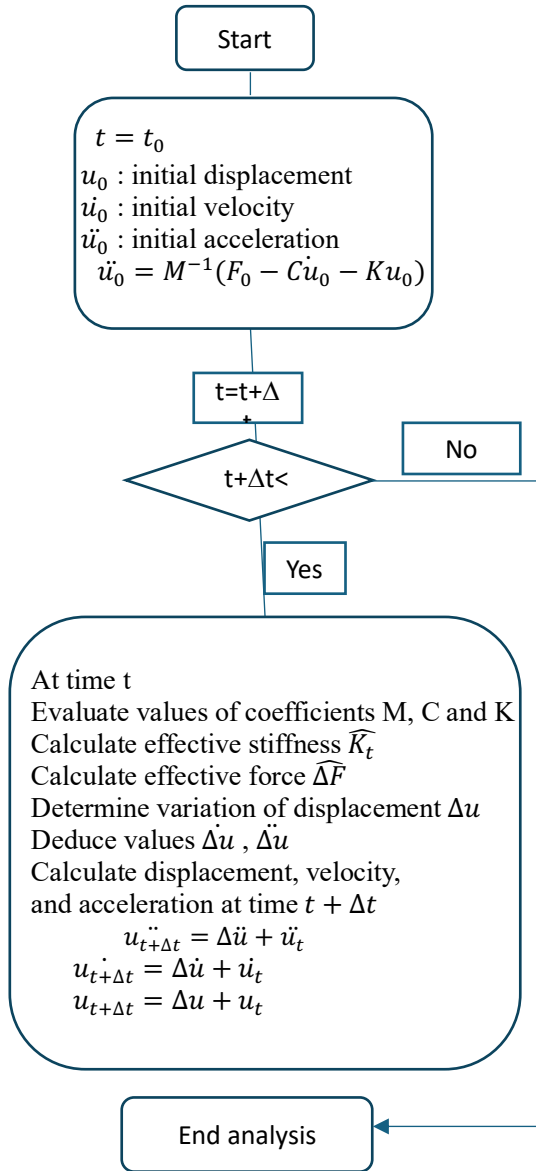 Start
t = t₀
u₀ : initial displacement
u̇₀ : initial velocity
ü₀ : initial acceleration
ü₀ = M⁻¹(F₀ − Cu̇₀ − Ku₀)
t=t+Δ
t+Δt<
No
Yes
At time t
Evaluate values of coefficients M, C and K
Calculate effective stiffness K̂ₜ
Calculate effective force Δ̂F
Determine variation of displacement Δu
Deduce values Δu̇ , Δü
Calculate displacement, velocity,
and acceleration at time t + Δt
ü_{t+Δt} = Δü + üₜ
u̇_{t+Δt} = Δu̇ + u̇ₜ
u_{t+Δt} = Δu + uₜ
End analysis